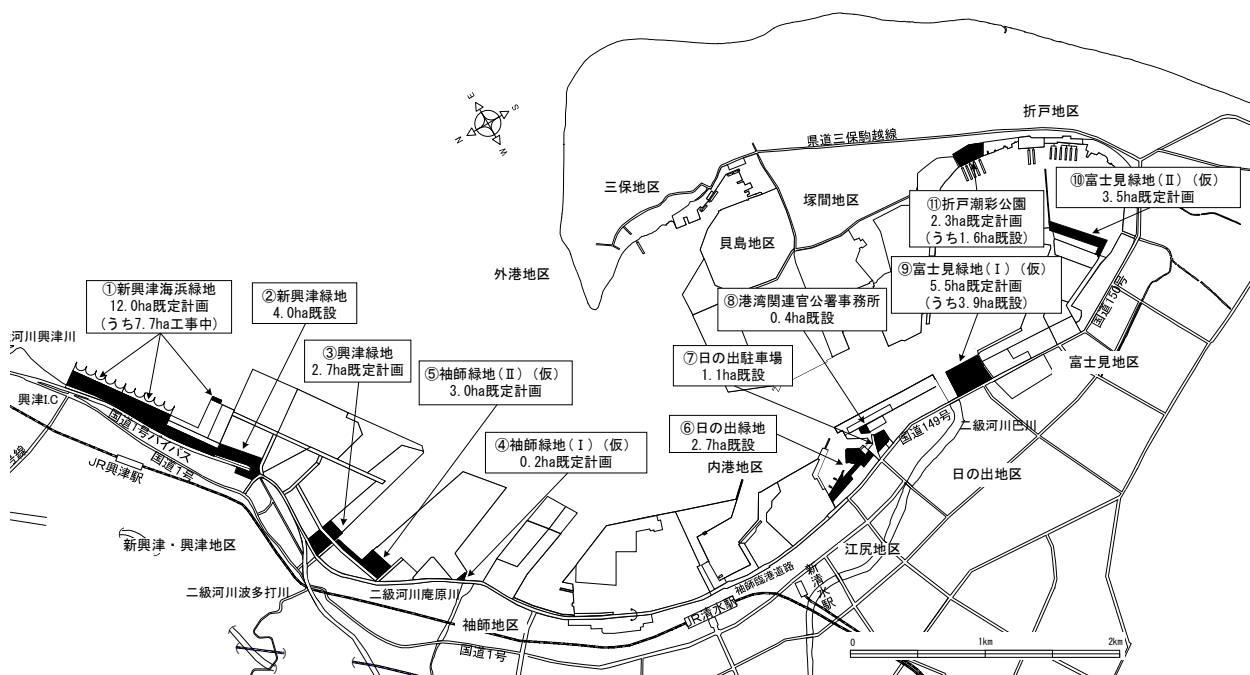 折戸地区
県道三保駒越線
三保地区
塚間地区
⑩富士見緑地(Ⅱ)(仮)
3.5ha既定計画
⑪折戸潮彩公園
2.3ha既定計画
(うち1.6ha既設)
貝島地区
外港地区
⑨富士見緑地(Ⅰ)(仮)
5.5ha既定計画
(うち3.9ha既設)
国道150号
⑧港湾関連官公署事務所
0.4ha既設
①新興津海浜緑地
12.0ha既定計画
(うち7.7ha工事中)
②新興津緑地
4.0ha既設
河川興津川
③興津緑地
2.7ha既定計画
⑦日の出駐車場
1.1ha既設
富士見地区
⑤袖師緑地(Ⅱ)(仮)
3.0ha既定計画
興津I.C
国道1号バイパス
国道1号
JR興津駅
⑥日の出緑地
2.7ha既設
国道149号
二級河川巴川
④袖師緑地(Ⅰ)(仮)
0.2ha既定計画
内港地区
日の出地区
新興津・興津地区
江尻地区
新清水駅
袖師臨港道路
二級河川波多打川
二級河川庵原川
JR清水駅
袖師地区
国道1号
E
S
N
W
0
1km
2km